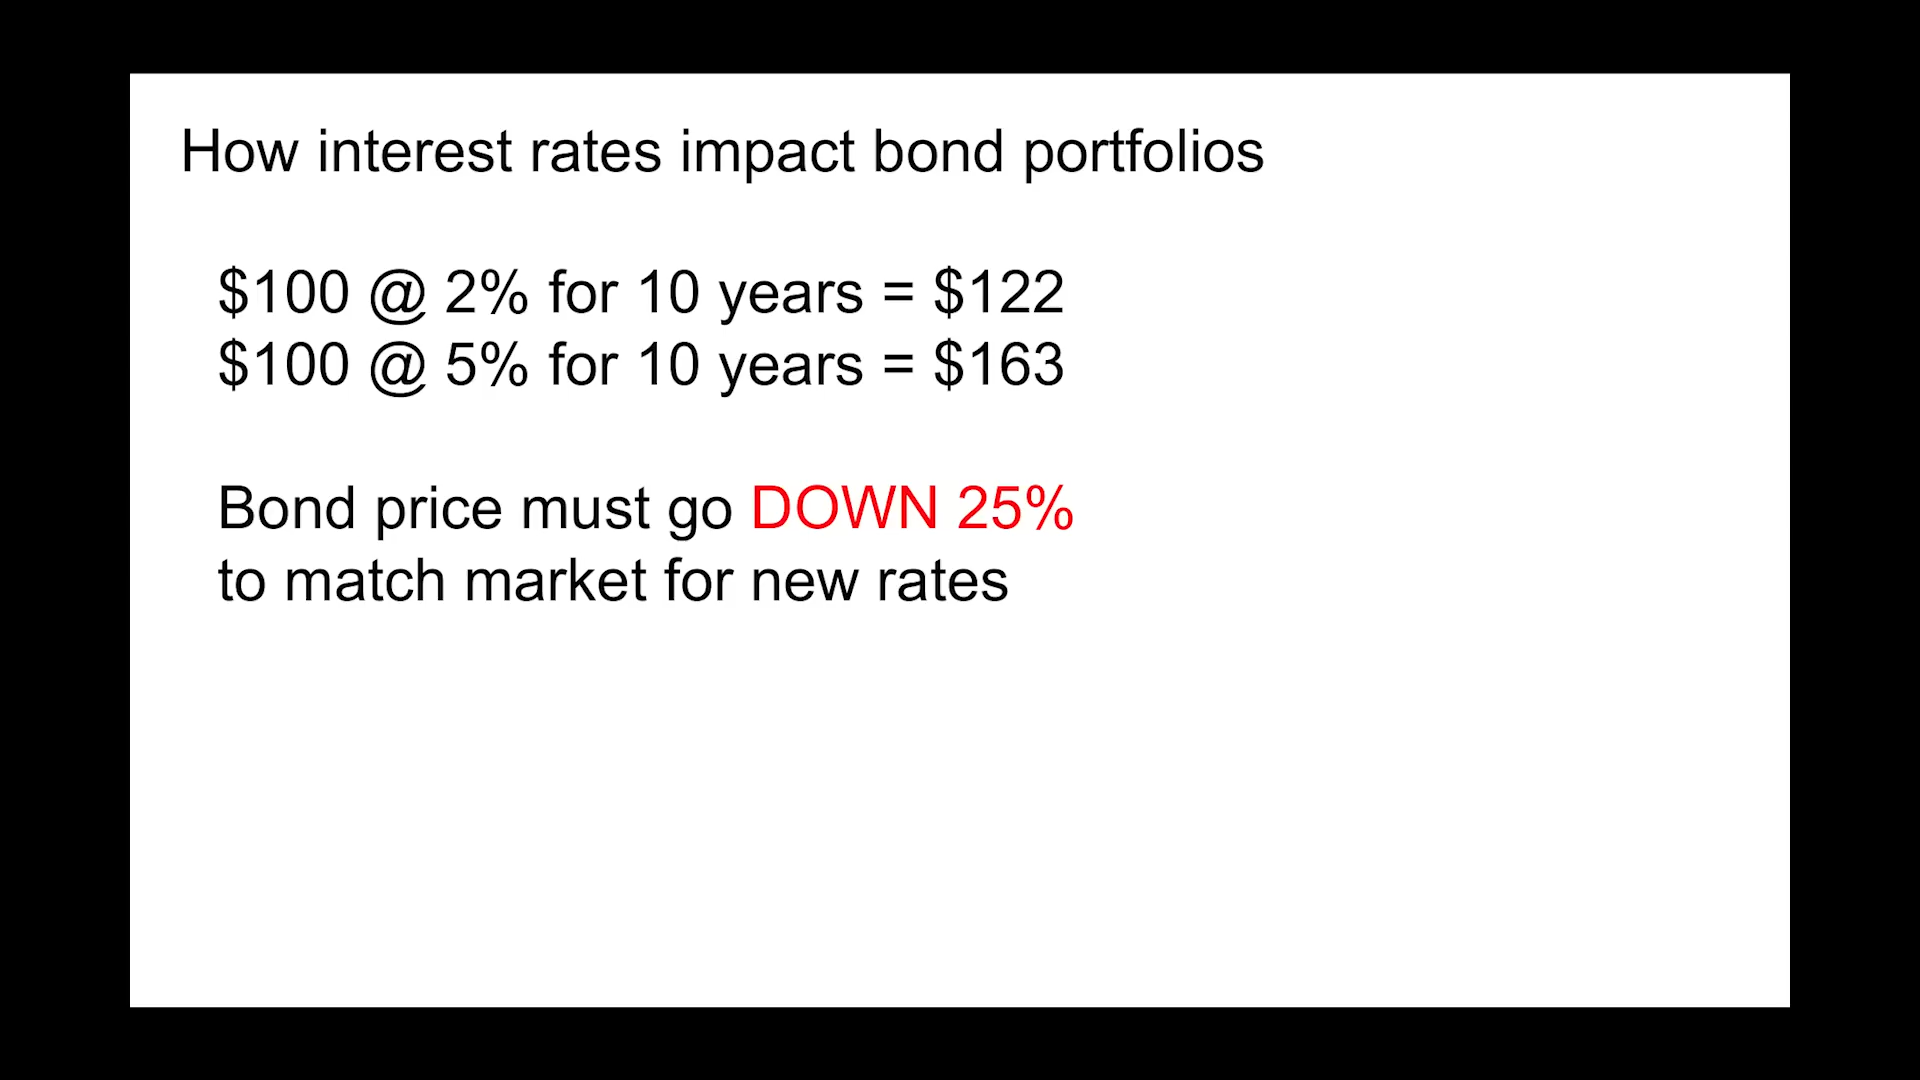 How interest rates impact bond portfolios
$100 @ 2% for 10 years = $122
$100 @ 5% for 10 years = $163
Bond price must go DOWN 25%
to match market for new rates